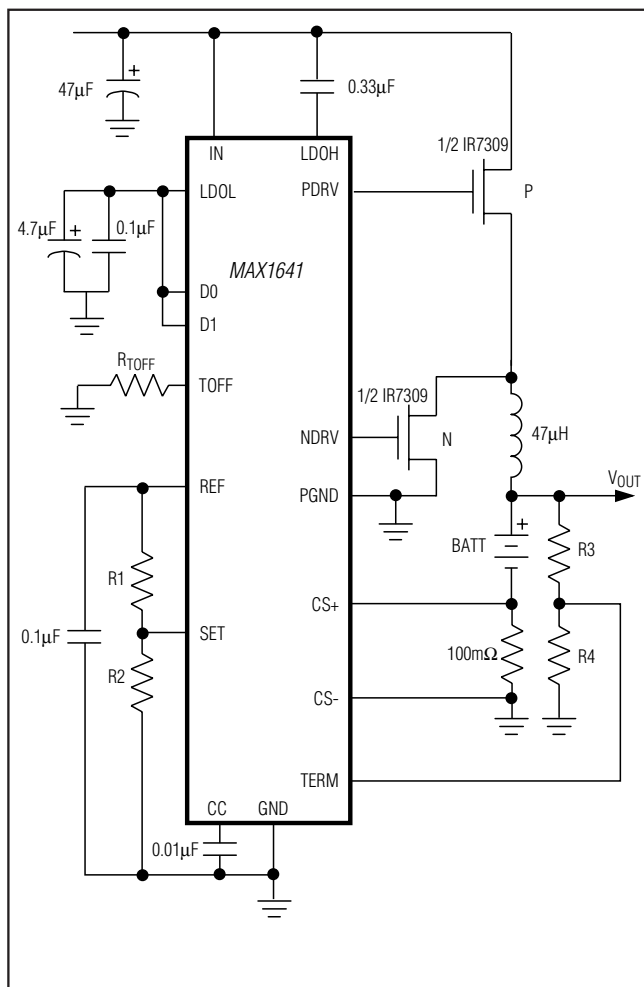 47µF
+
0.33µF
IN
LDOH
1/2 IR7309
LDOL
PDRV
P
4.7µF
+
0.1µF
MAX1641
D0
D1
RTOFF
TOFF
1/2 IR7309
NDRV
N
47µH
REF
PGND
VOUT
+
BATT
R3
R1
CS+
0.1µF
SET
100mΩ
R4
R2
CS-
TERM
CC
GND
0.01µF